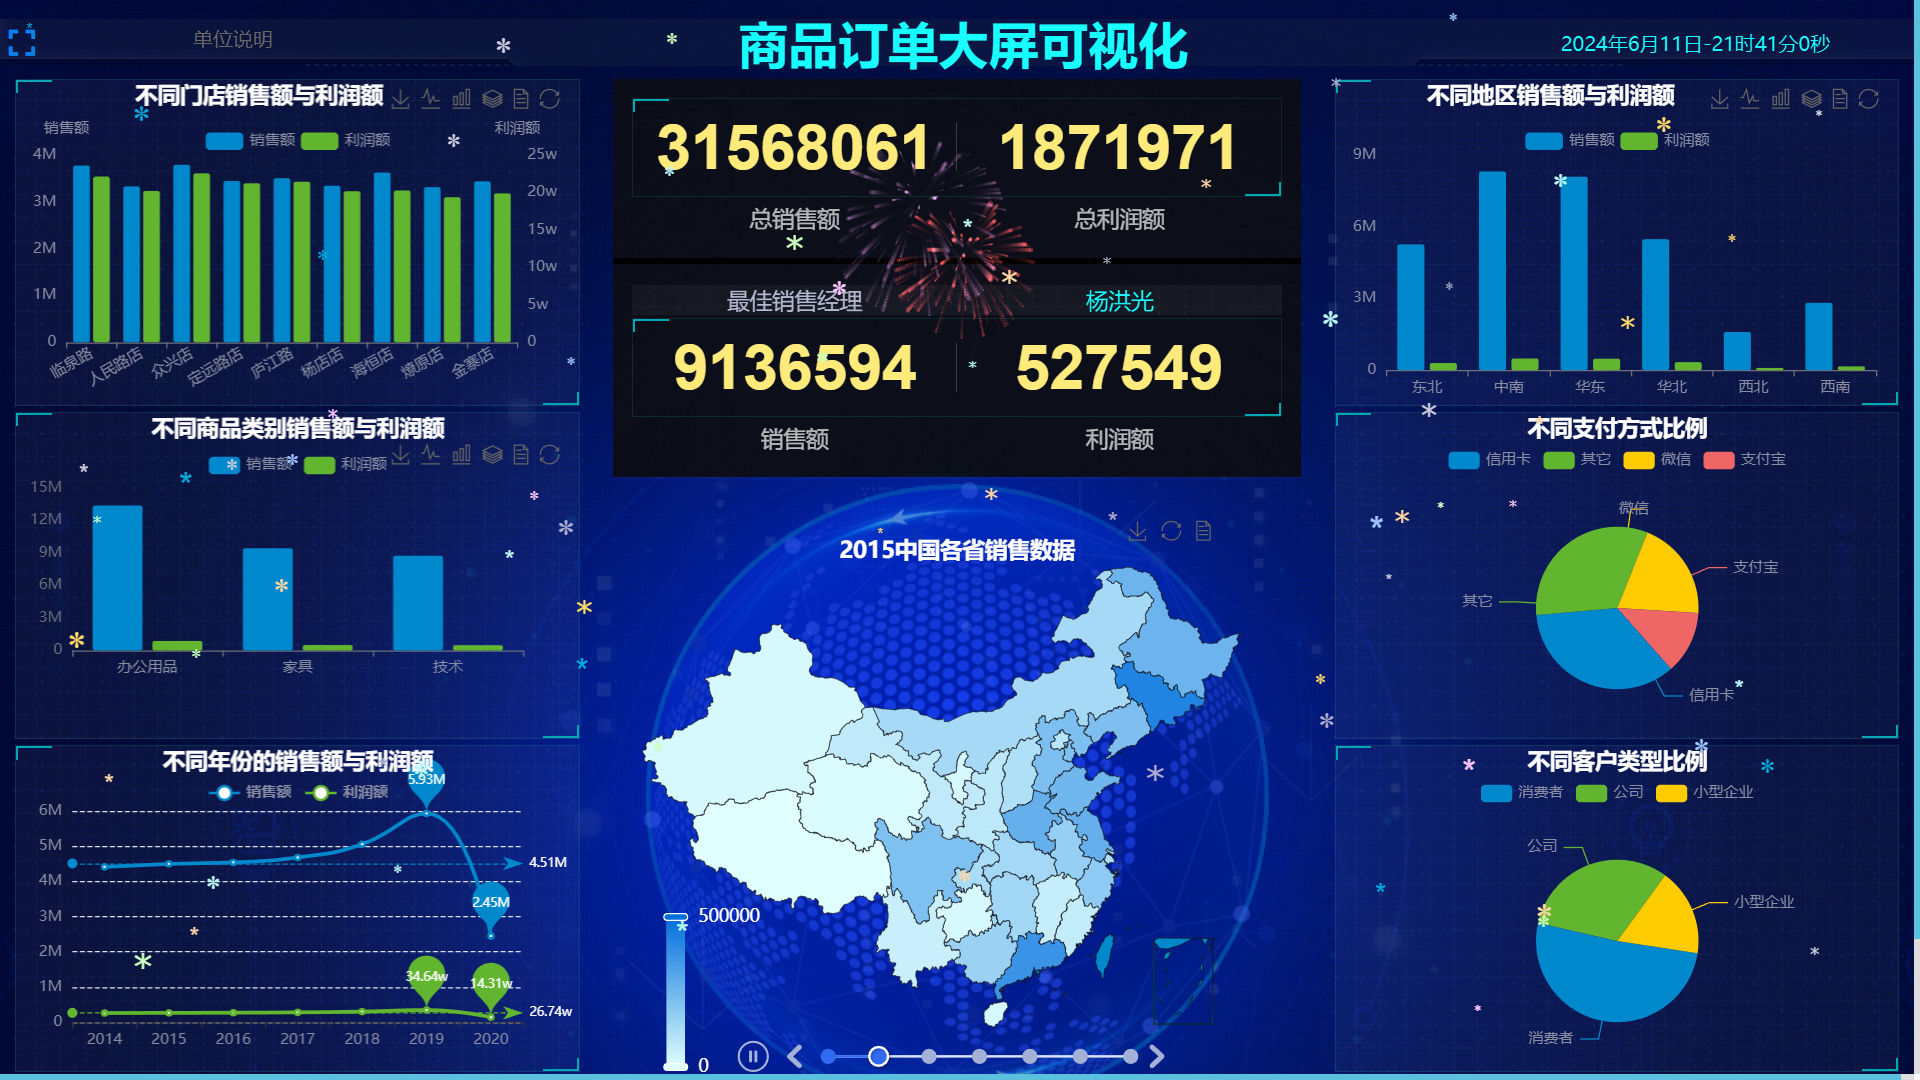 单位说明
商品订单大屏可视化
2024年6月11日-21时41分0秒
不同门店销售额与利润额
销售额
利润额
销售额 利润额
4M
3M
2M
1M
0
25w
20w
15w
10w
5w
0
临泉路 人民路店 众兴店 定远路店 庐江路 杨店店 海恒店 燎原店 金寨店
不同商品类别销售额与利润额
销售额 利润额
15M
12M
9M
6M
3M
0
办公用品 家具 技术
不同年份的销售额与利润额
销售额 利润额
6M
5M
4M
3M
2M
1M
0
5.93M
4.51M
2.45M
34.64w
14.31w
26.74w
2014 2015 2016 2017 2018 2019 2020
31568061 1871971
总销售额 总利润额
最佳销售经理 杨洪光
9136594 527549
销售额 利润额
2015中国各省销售数据
500000
0
不同地区销售额与利润额
销售额 利润额
9M
6M
3M
0
东北 中南 华东 华北 西北 西南
不同支付方式比例
信用卡 其它 微信 支付宝
微信
支付宝
其它
信用卡
不同客户类型比例
消费者 公司 小型企业
公司
小型企业
消费者